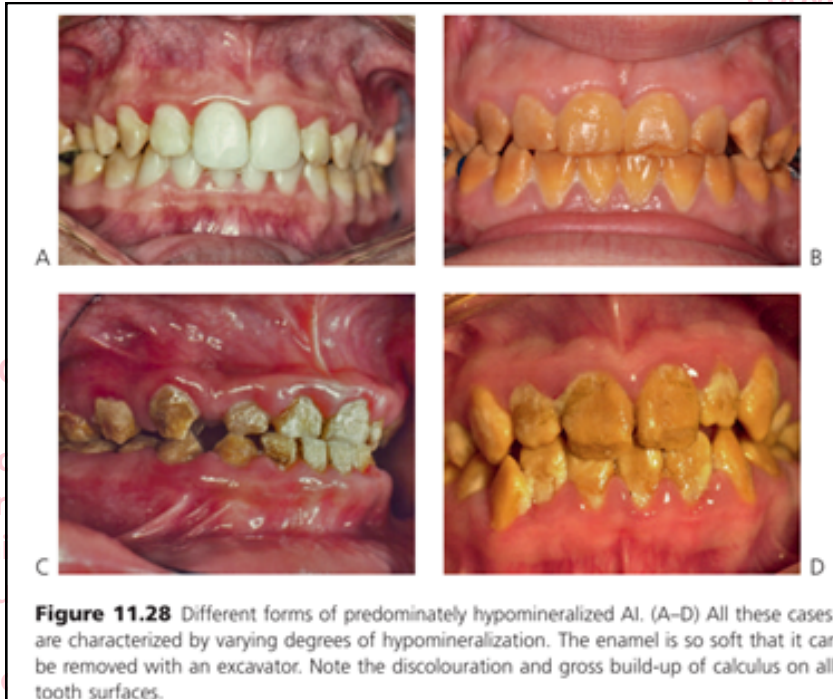 A
B
C
D
Figure 11.28 Different forms of predominately hypomineralized AI. (A–D) All these cases
are characterized by varying degrees of hypomineralization. The enamel is so soft that it can
be removed with an excavator. Note the discolouration and gross build-up of calculus on all
tooth surfaces.